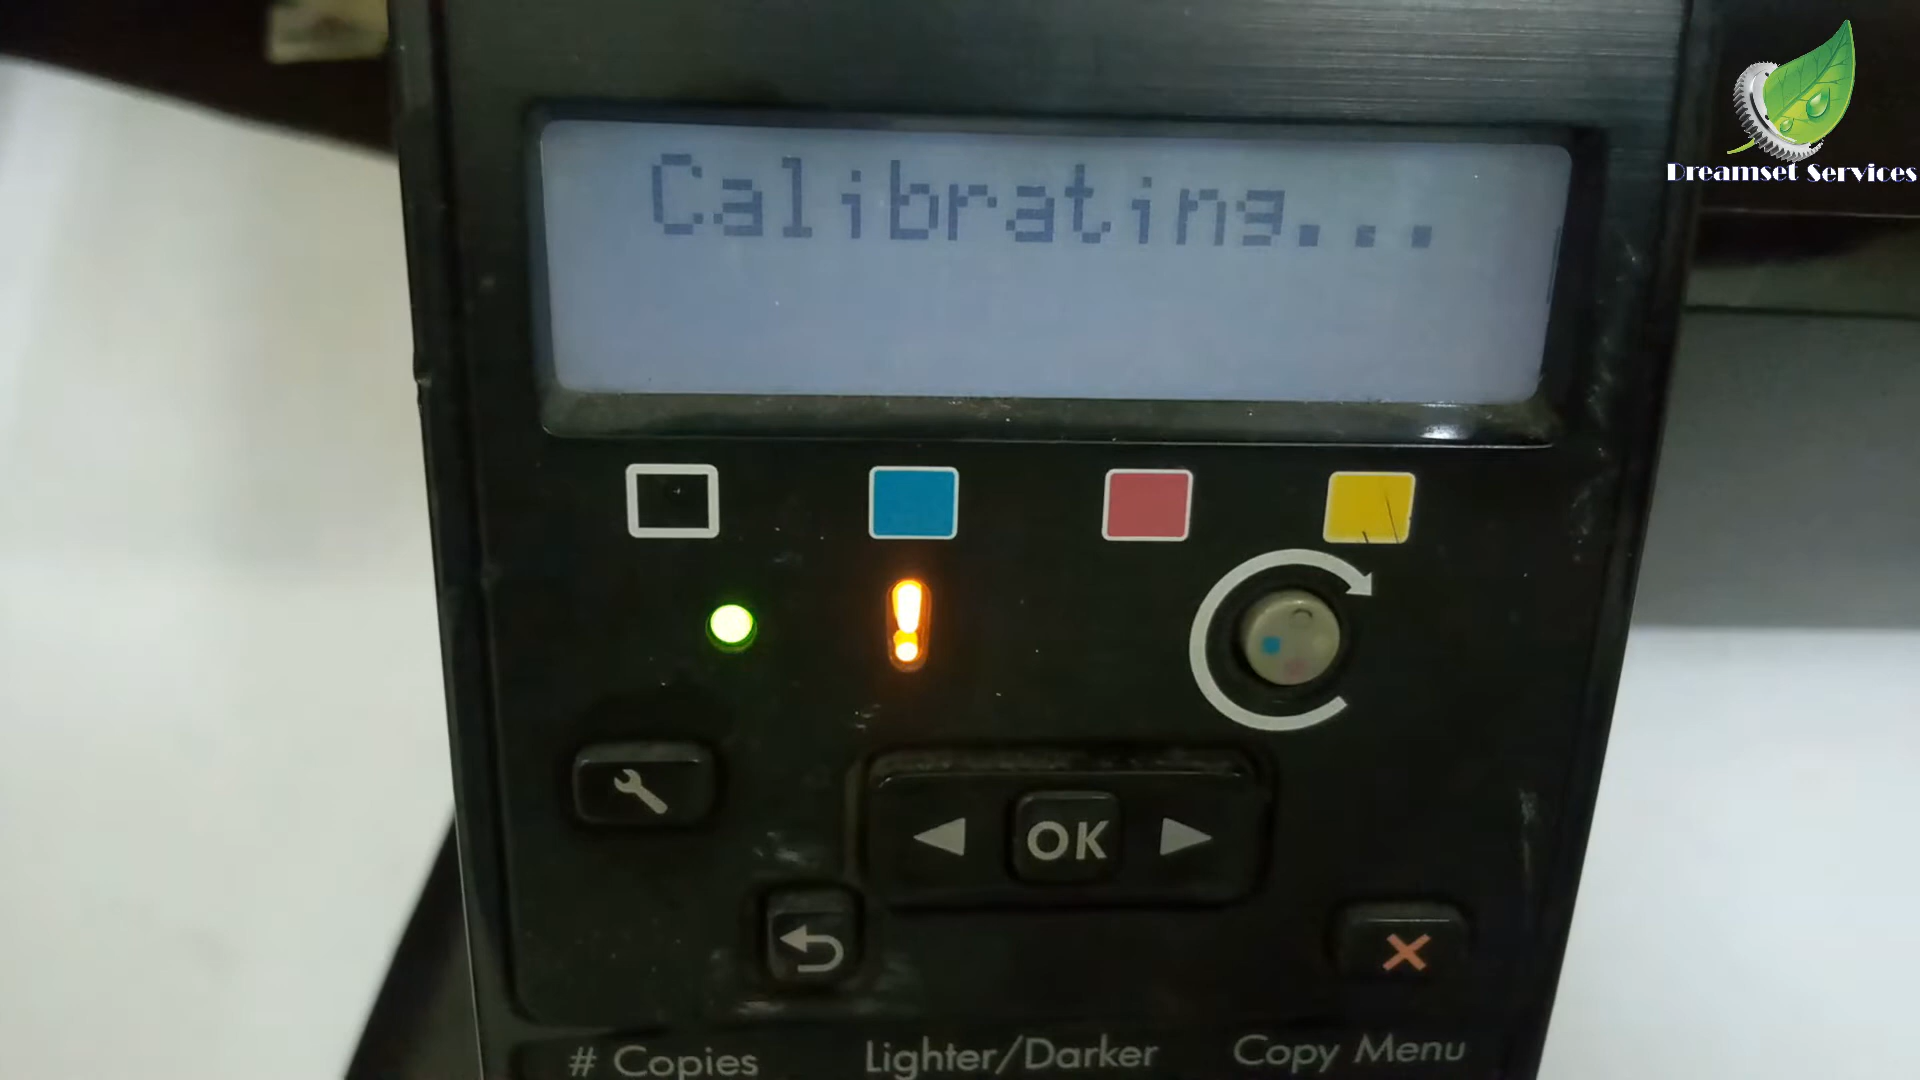 Dreamset Services
Calibrating...
OK
# Copies
Lighter/Darker
Copy Menu